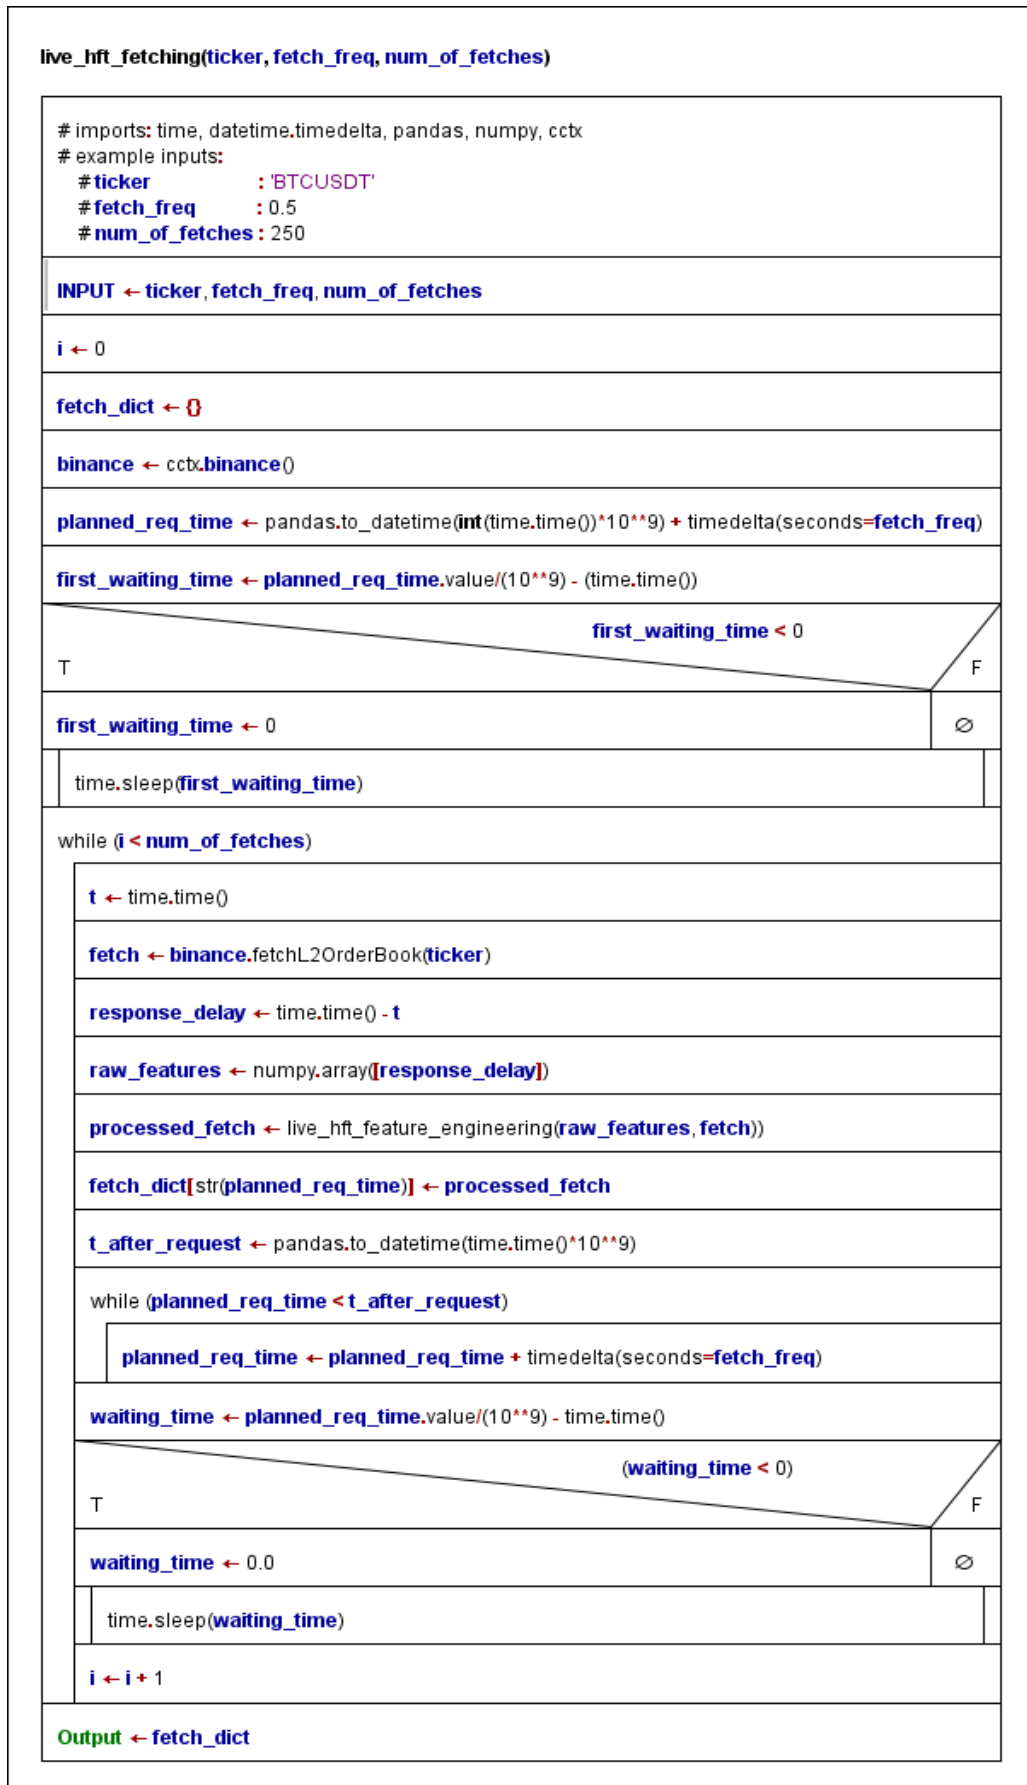 live_hft_fetching(ticker, fetch_freq, num_of_fetches)
# imports: time, datetime.timedelta, pandas, numpy, cctx
# example inputs:
# ticker : 'BTCUSDT'
# fetch_freq : 0.5
# num_of_fetches : 250
INPUT ← ticker, fetch_freq, num_of_fetches
i ← 0
fetch_dict ← {}
binance ← cctx.binance()
planned_req_time ← pandas.to_datetime(int(time.time())*10**9) + timedelta(seconds=fetch_freq)
first_waiting_time ← planned_req_time.value/(10**9) - (time.time())
first_waiting_time < 0
T F
first_waiting_time ← 0 ∅
time.sleep(first_waiting_time)
while (i < num_of_fetches)
t ← time.time()
fetch ← binance.fetchL2OrderBook(ticker)
response_delay ← time.time() - t
raw_features ← numpy.array([response_delay])
processed_fetch ← live_hft_feature_engineering(raw_features, fetch))
fetch_dict[str(planned_req_time)] ← processed_fetch
t_after_request ← pandas.to_datetime(time.time()*10**9)
while (planned_req_time < t_after_request)
planned_req_time ← planned_req_time + timedelta(seconds=fetch_freq)
waiting_time ← planned_req_time.value/(10**9) - time.time()
(waiting_time < 0)
T F
waiting_time ← 0.0 ∅
time.sleep(waiting_time)
i ← i + 1
Output ← fetch_dict